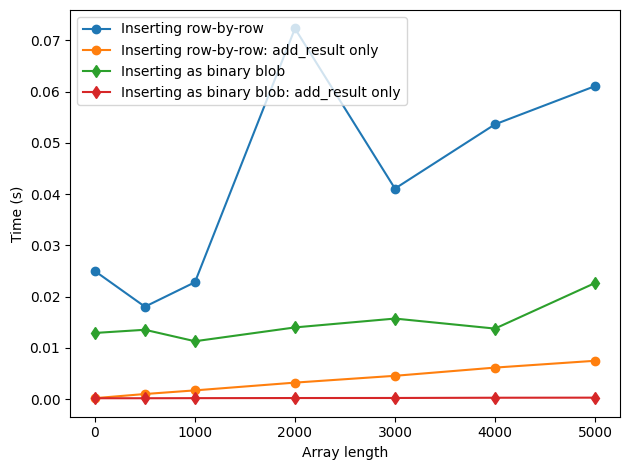 Inserting row-by-row
Inserting row-by-row: add_result only
Inserting as binary blob
Inserting as binary blob: add_result only
0.07
0.06
0.05
0.04
0.03
0.02
0.01
0.00
Time (s)
0 1000 2000 3000 4000 5000
Array length